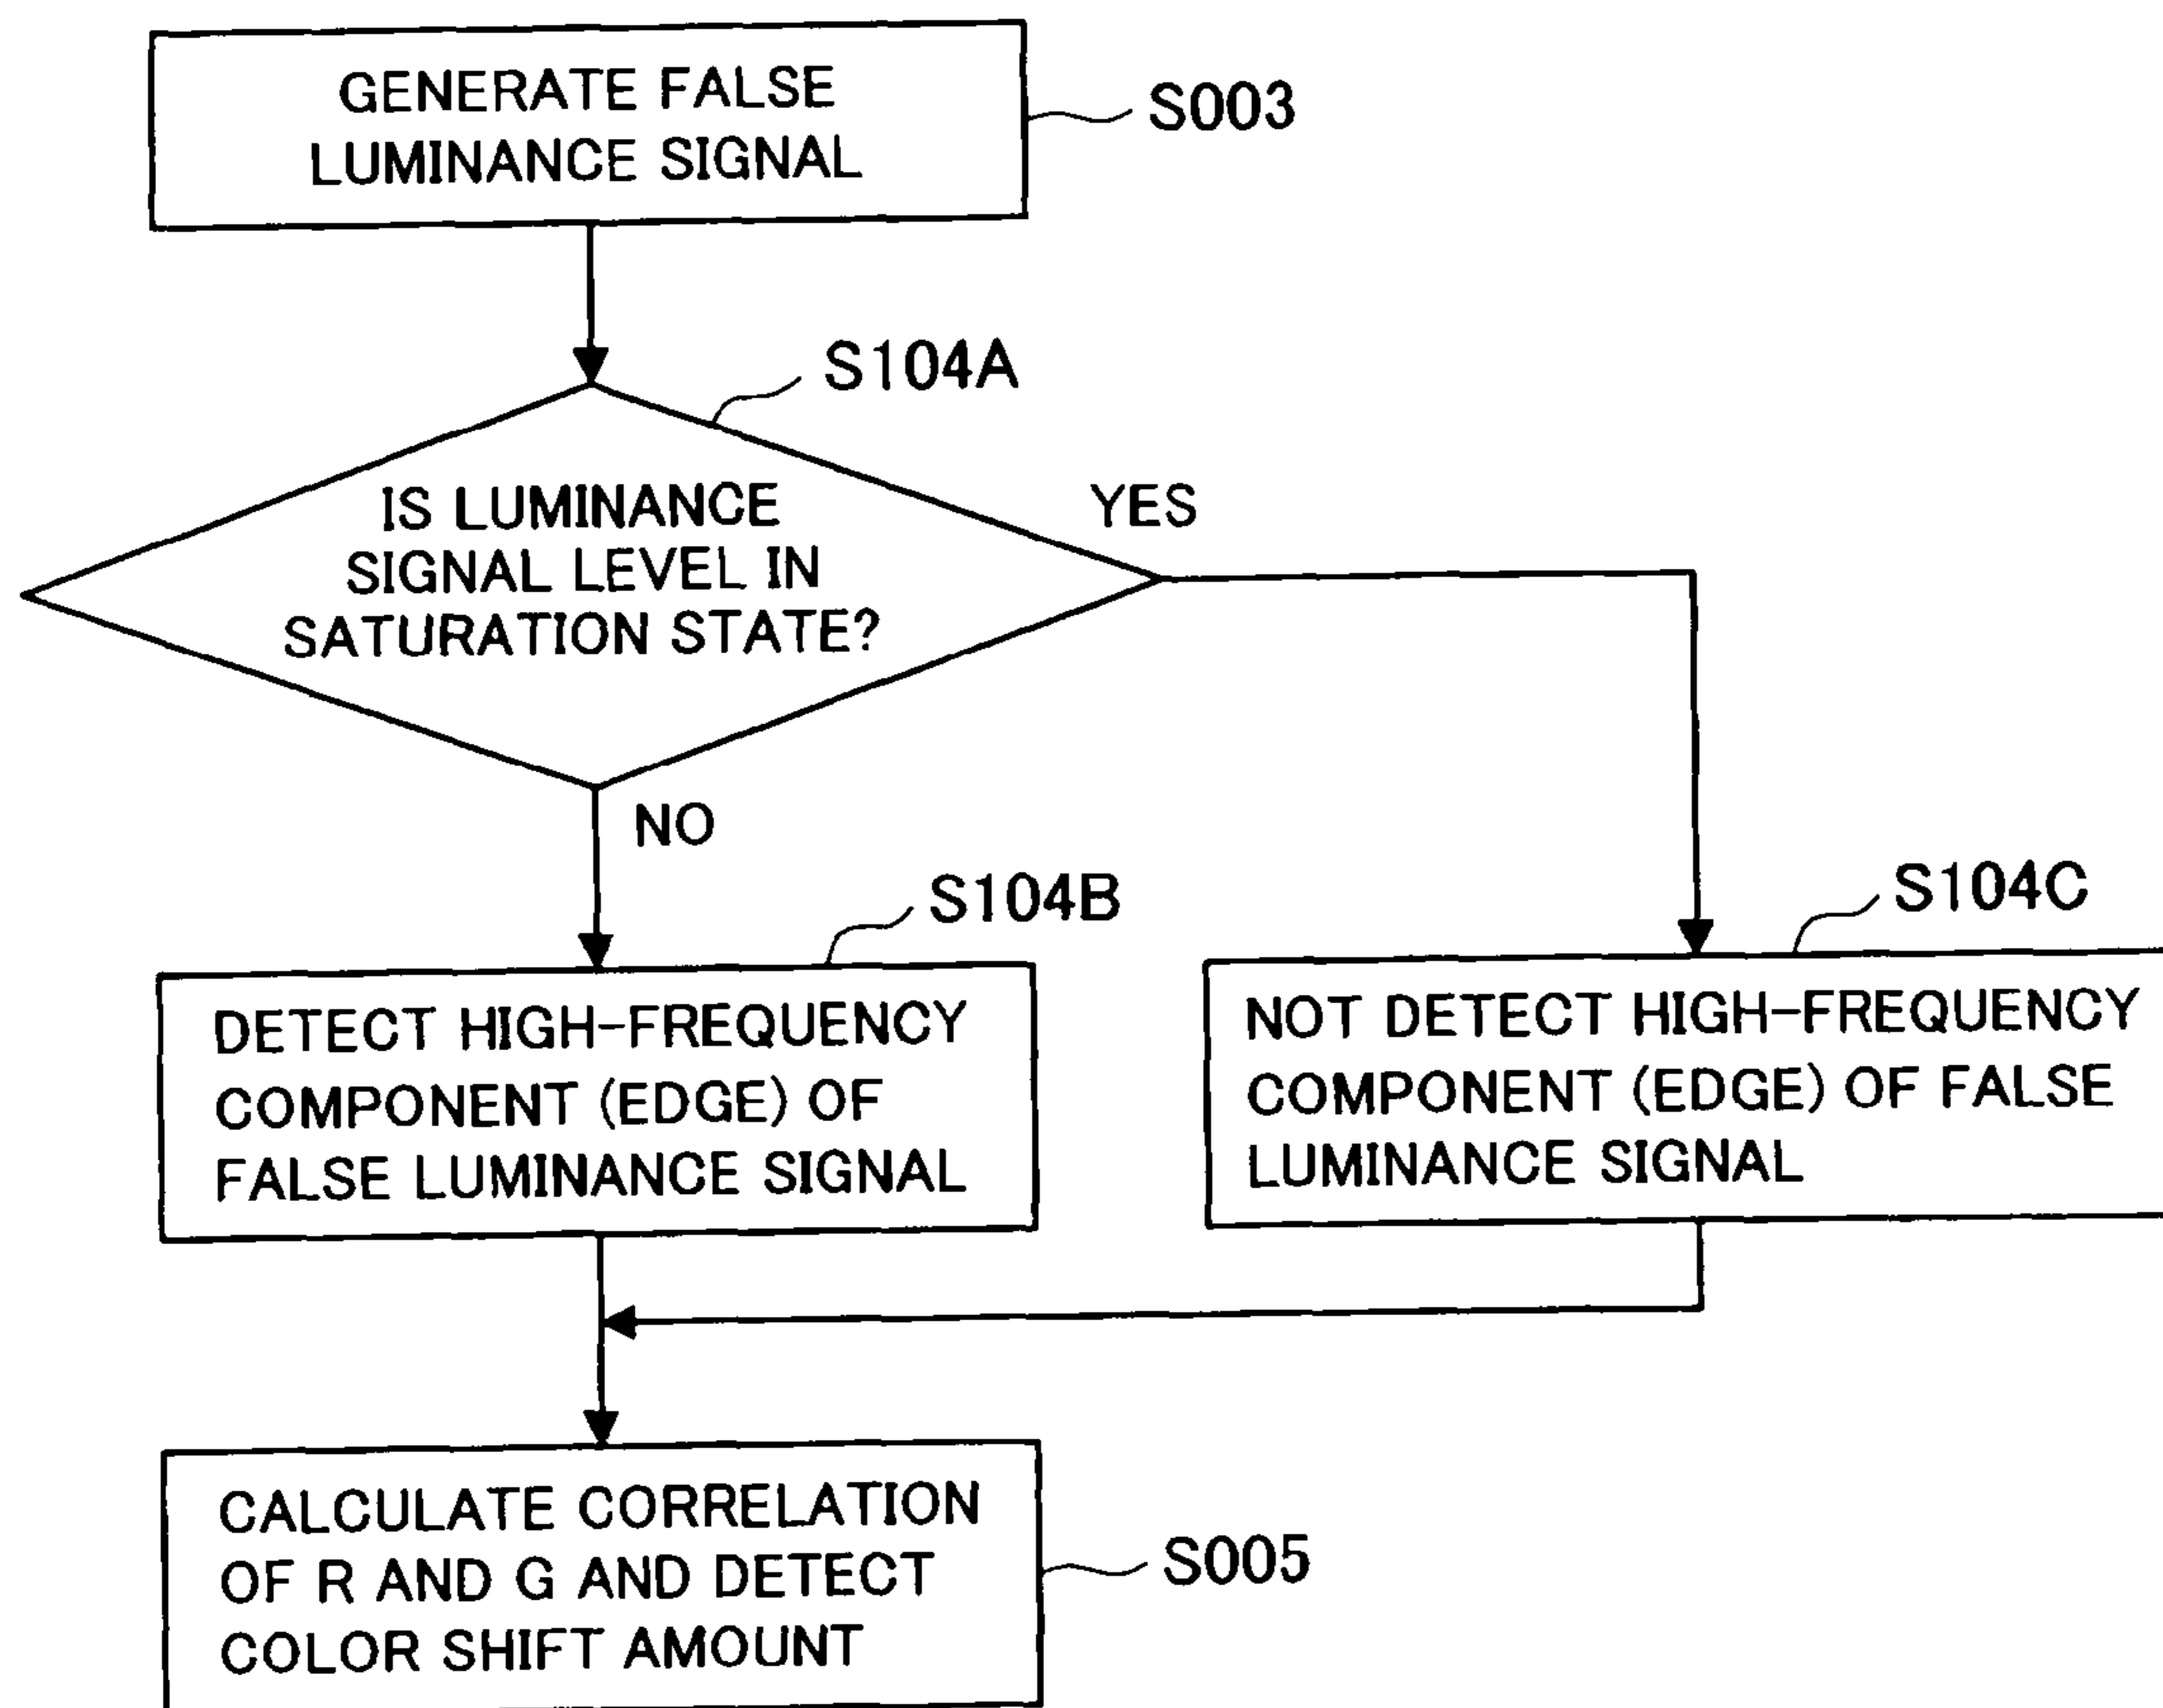 GENERATE FALSE
LUMINANCE SIGNAL
S003
S104A
IS LUMINANCE
SIGNAL LEVEL IN
SATURATION STATE?
YES
NO
S104B
DETECT HIGH-FREQUENCY
COMPONENT (EDGE) OF
FALSE LUMINANCE SIGNAL
S104C
NOT DETECT HIGH-FREQUENCY
COMPONENT (EDGE) OF FALSE
LUMINANCE SIGNAL
CALCULATE CORRELATION
OF R AND G AND DETECT
COLOR SHIFT AMOUNT
S005